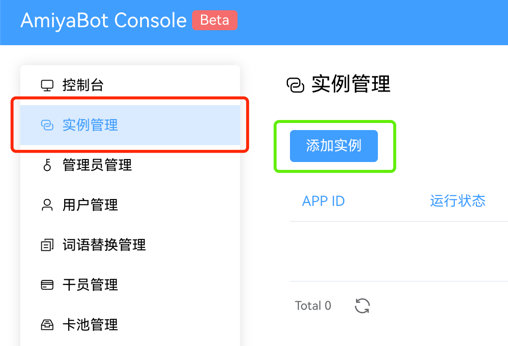 AmiyaBot Console Beta
控制台
实例管理
管理员管理
用户管理
词语替换管理
干员管理
卡池管理
实例管理
添加实例
APP ID 运行状态
Total 0